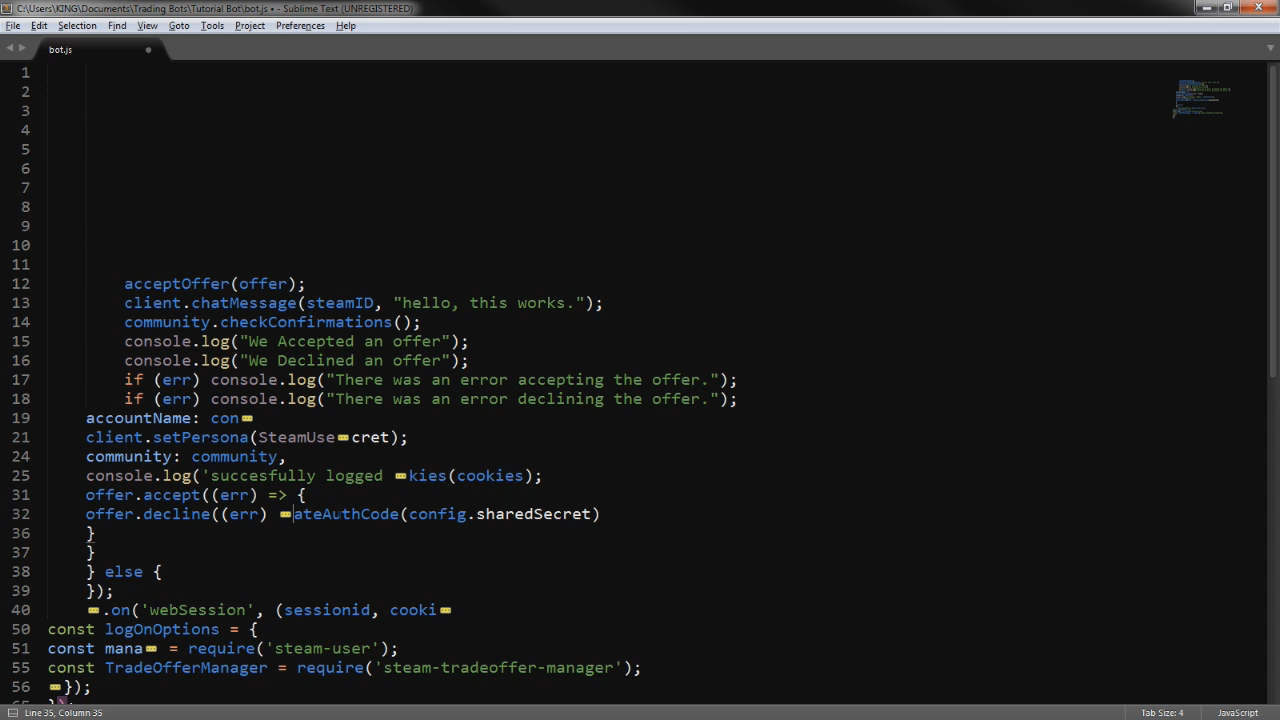 C:\Users\KING\Documents\Trading Bots\Tutorial Bot\bot.js • - Sublime Text (UNREGISTERED)
File Edit Selection Find View Goto Tools Project Preferences Help
bot.js
1
2
3
4
5
6
7
8
9
10
11
12 acceptOffer(offer);
13 client.chatMessage(steamID, "hello, this works.");
14 community.checkConfirmations();
15 console.log("We Accepted an offer");
16 console.log("We Declined an offer");
17 if (err) console.log("There was an error accepting the offer.");
18 if (err) console.log("There was an error declining the offer.");
19 accountName: con
21 client.setPersona(SteamUse cret);
24 community: community,
25 console.log('succesfully logged kies(cookies);
31 offer.accept((err) => {
32 offer.decline((err) ateAuthCode(config.sharedSecret)
36 }
37 }
38 } else {
39 });
40 .on('webSession', (sessionid, cooki
50 const logOnOptions = {
51 const mana = require('steam-user');
55 const TradeOfferManager = require('steam-tradeoffer-manager');
56 });
Line 35, Column 35 Tab Size: 4 JavaScript